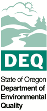 DEQ
State of Oregon
Department of
Environmental
Quality